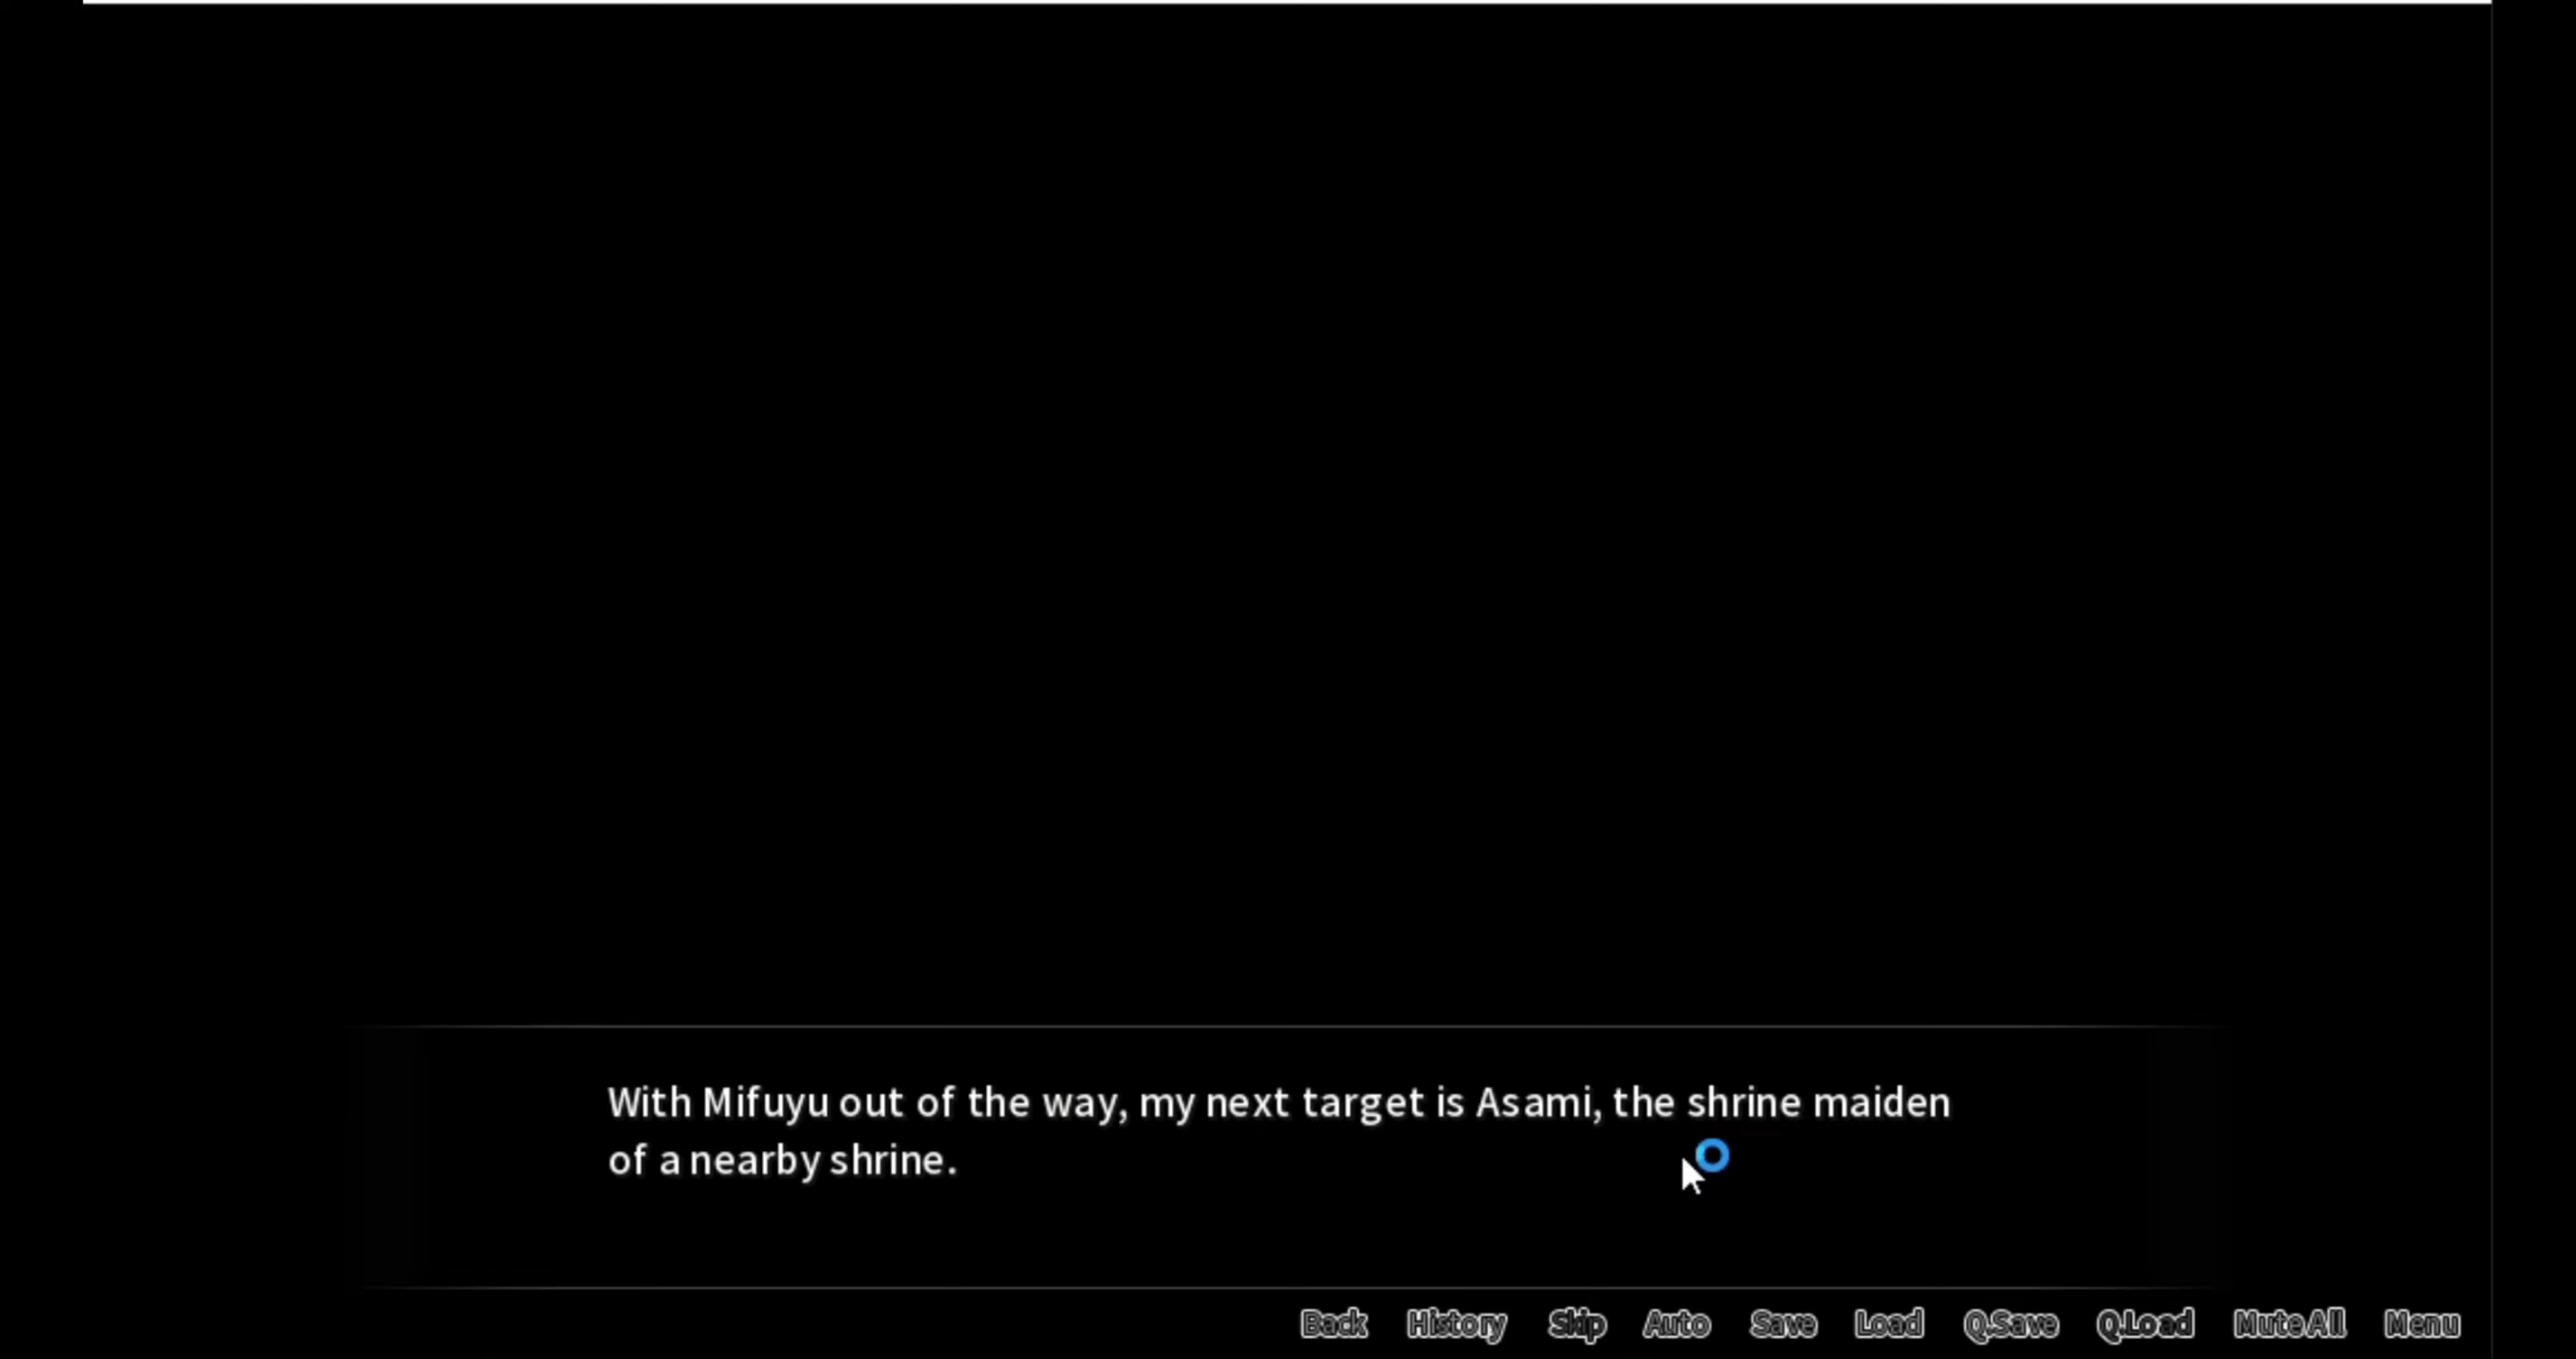 With Mifuyu out of the way, my next target is Asami, the shrine maiden
of a nearby shrine.
Back History Skip Auto Save Load Q.Save Q.Load Mute All Menu